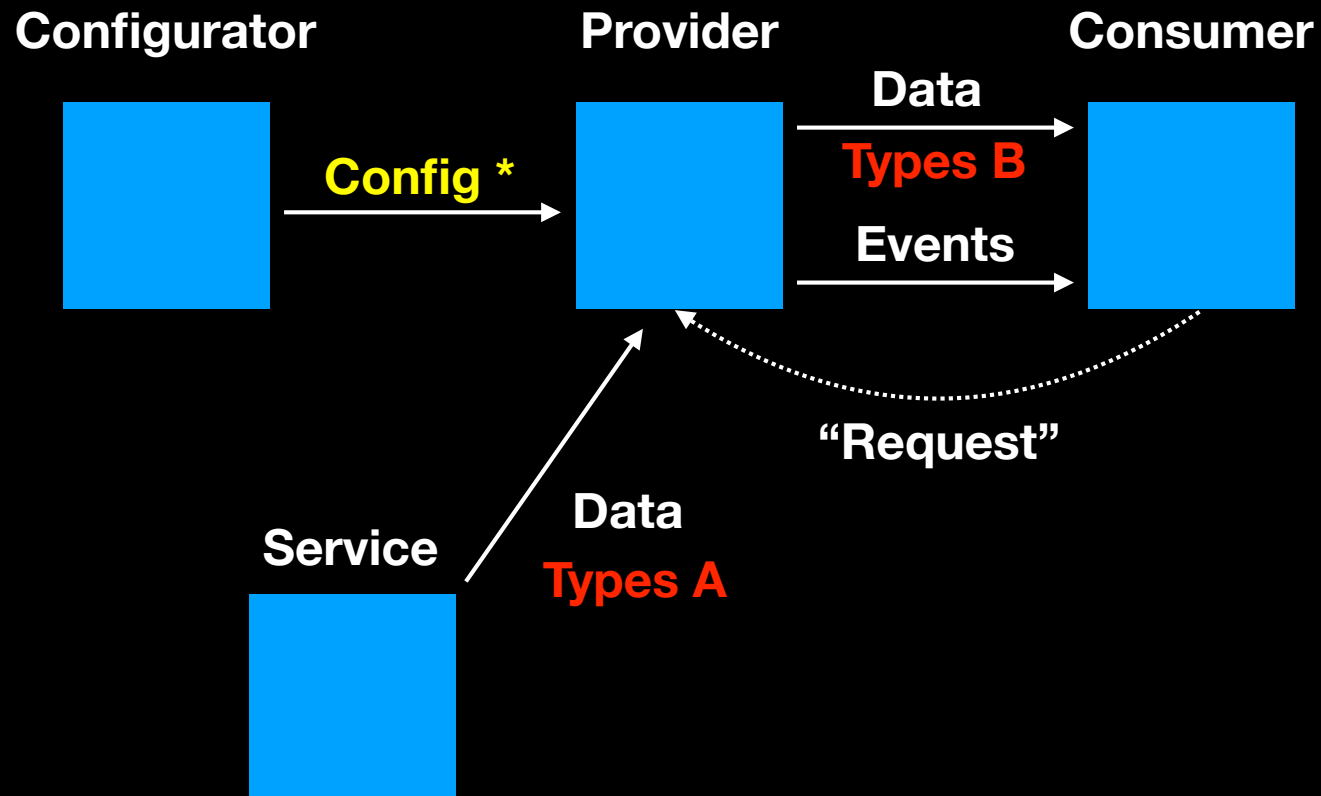 Configurator
Provider
Consumer
Data
Config *
Types B
Events
“Request”
Data
Service
Types A